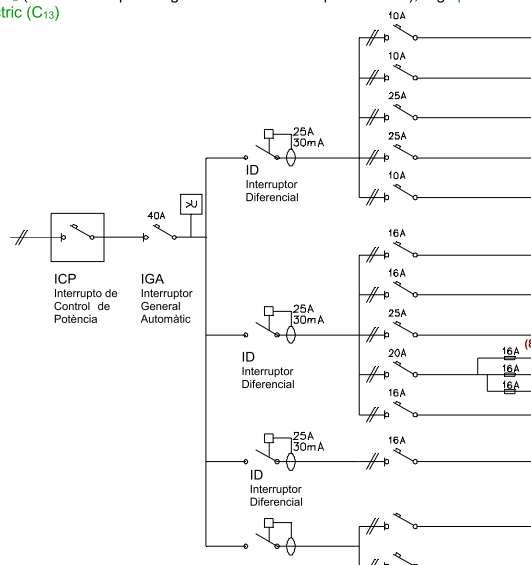 ctric (C13)
10A
10A
25A
25A
30mA
25A
ID
Interruptor
Diferencial
10A
40A
16A
ICP
Interrupto de
Control de
Potència
IGA
Interruptor
General
Automàtic
16A
25A
30mA
25A
ID
Interruptor
Diferencial
20A
16A
16A
16A
16A
25A
30mA
16A
ID
Interruptor
Diferencial